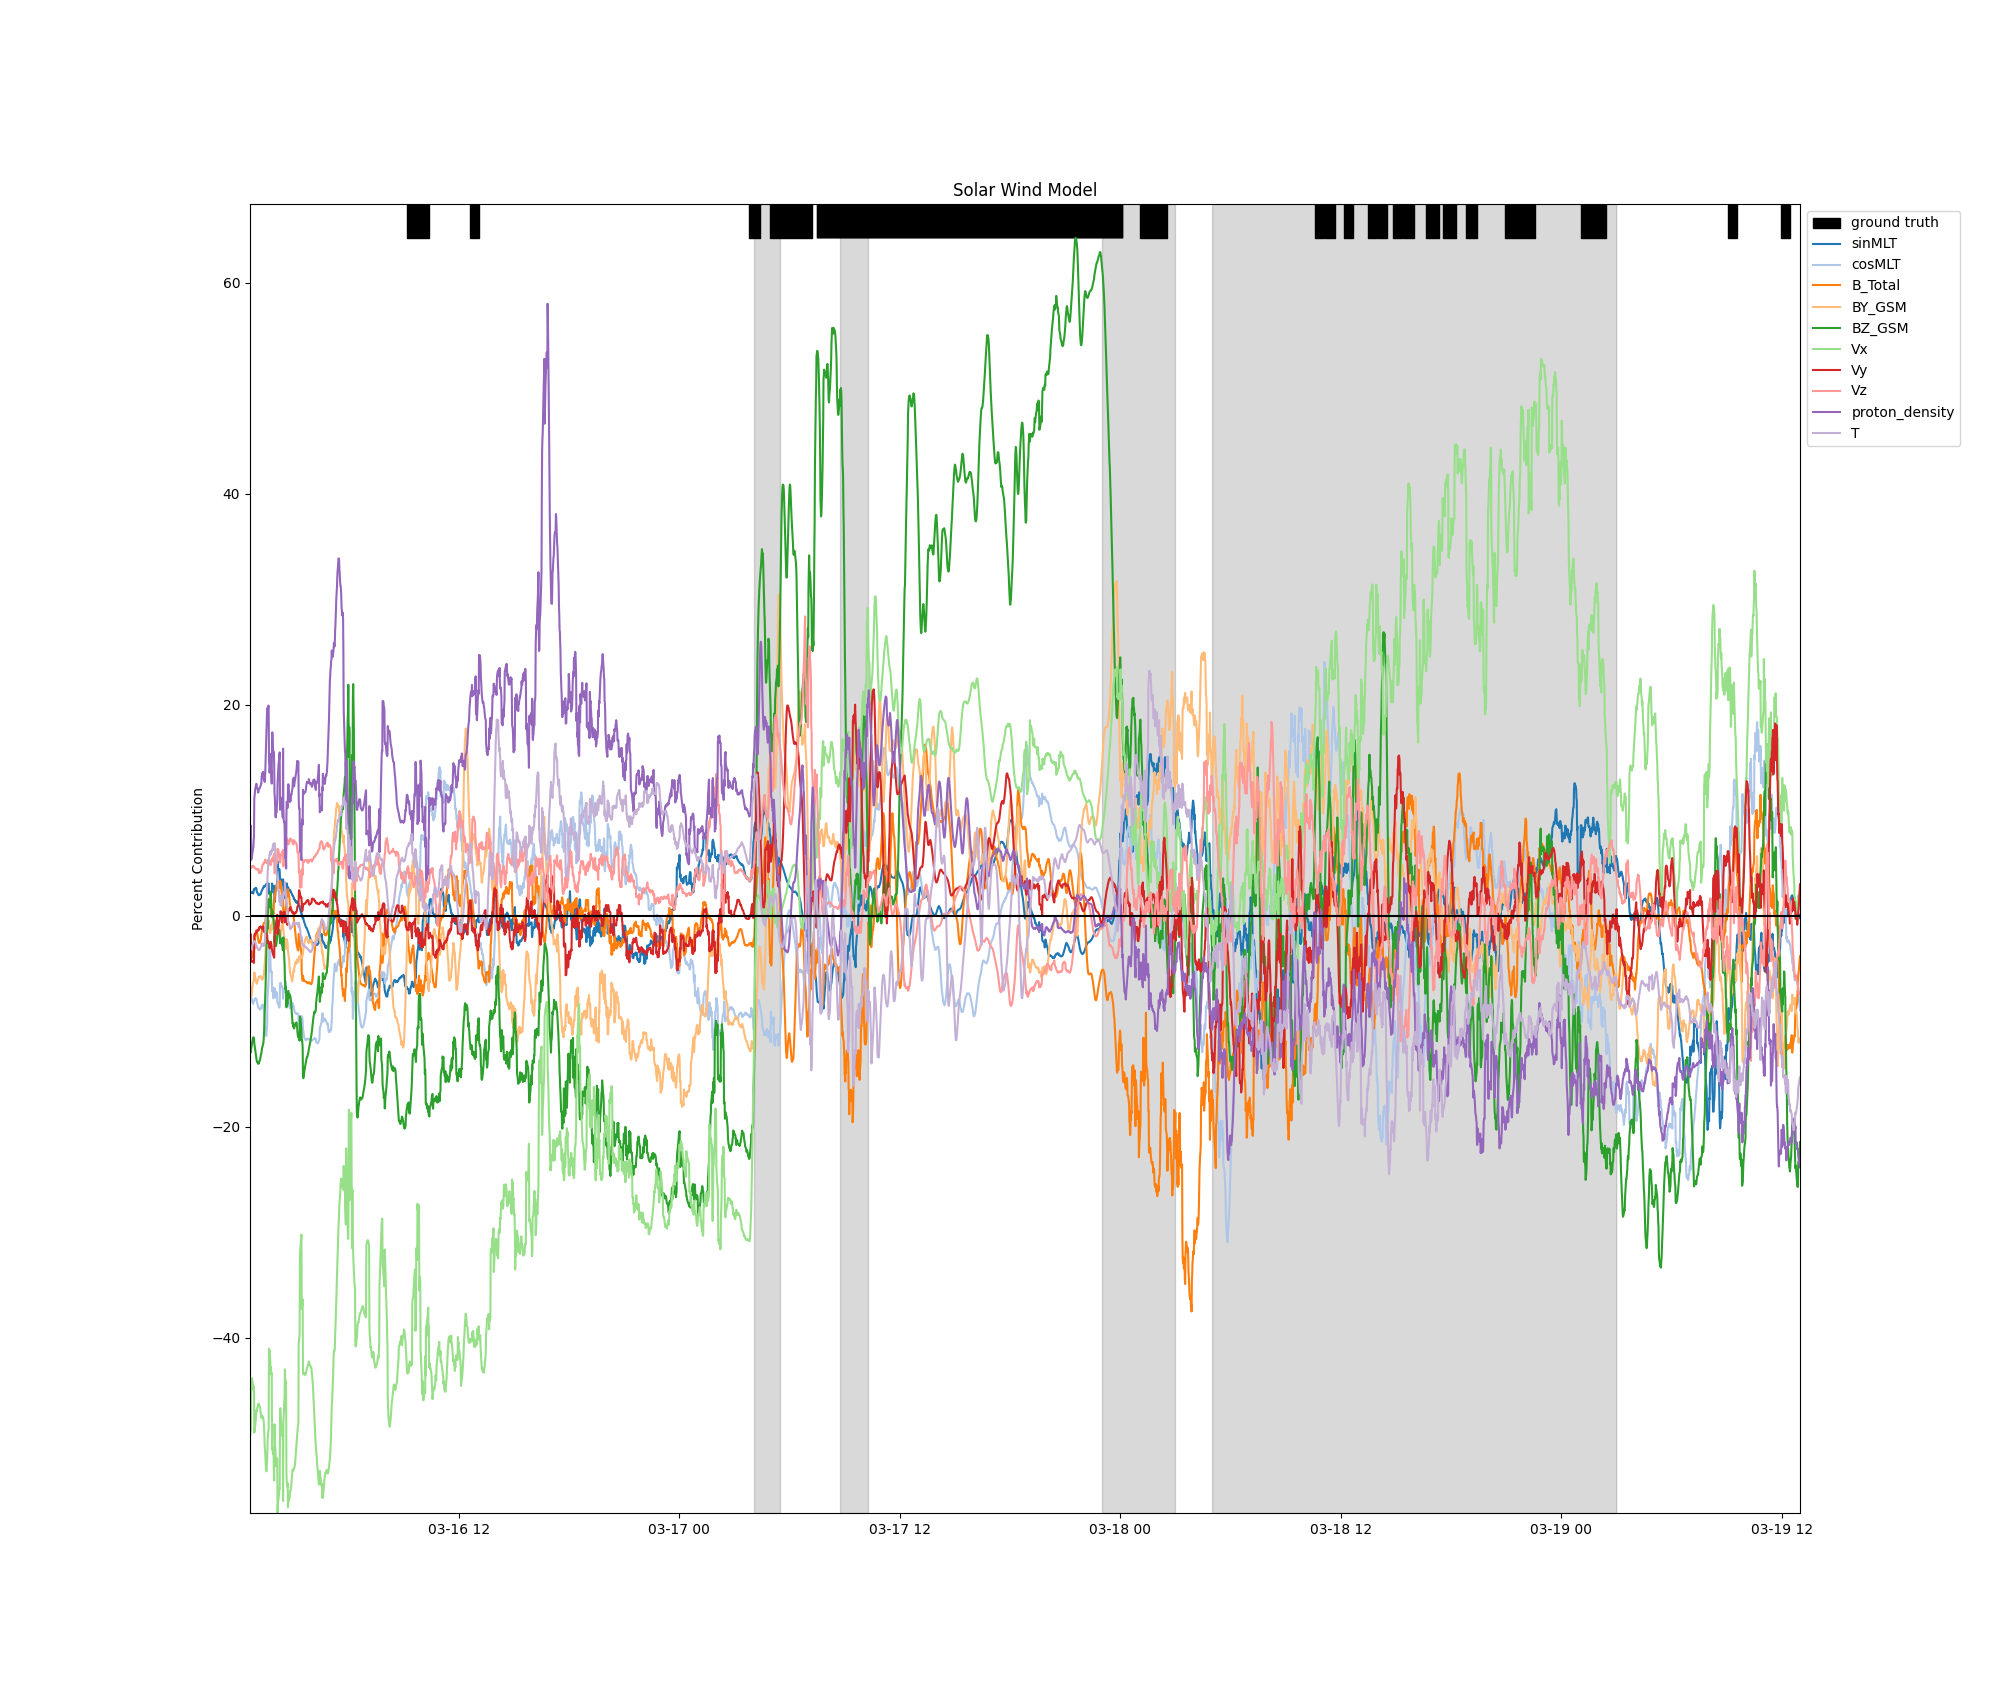 Solar Wind Model
ground truth
sinMLT
cosMLT
B_Total
BY_GSM
BZ_GSM
Vx
Vy
Vz
proton_density
T
Percent Contribution
60
40
20
0
−20
−40
03-16 12
03-17 00
03-17 12
03-18 00
03-18 12
03-19 00
03-19 12